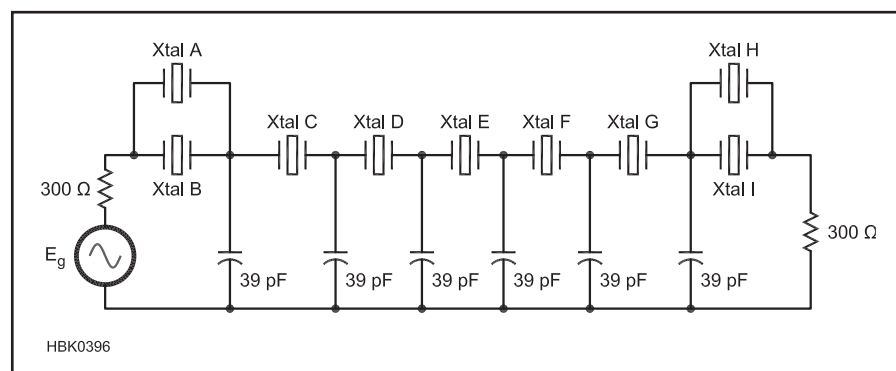 Xtal A
Xtal H
Xtal C
Xtal D
Xtal E
Xtal F
Xtal G
Xtal B
Xtal I
300 Ω
300 Ω
Eg
39 pF
39 pF
39 pF
39 pF
39 pF
39 pF
HBK0396